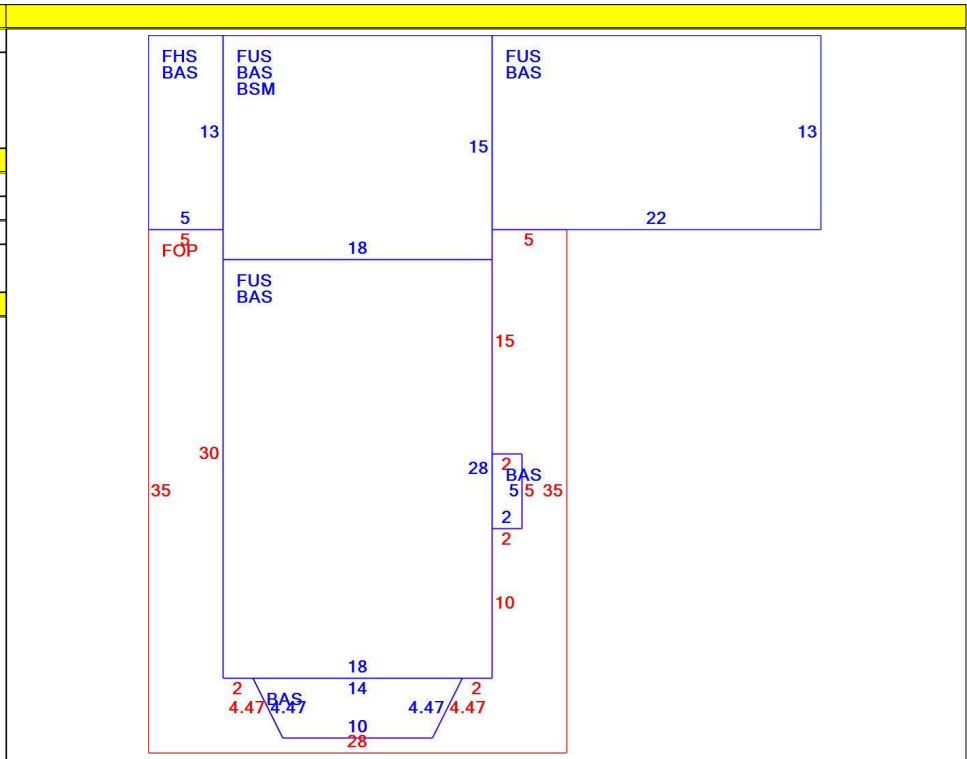 FHS FUS FUS
BAS BAS BAS
BSM
13 13
15
5 22
5 5
FOP
18
FUS
BAS
15
30
28 2
BAS
35 5 5 35
2
2
10
18
2 14 2
BAS
4.47 4.47 4.47 4.47
10
28